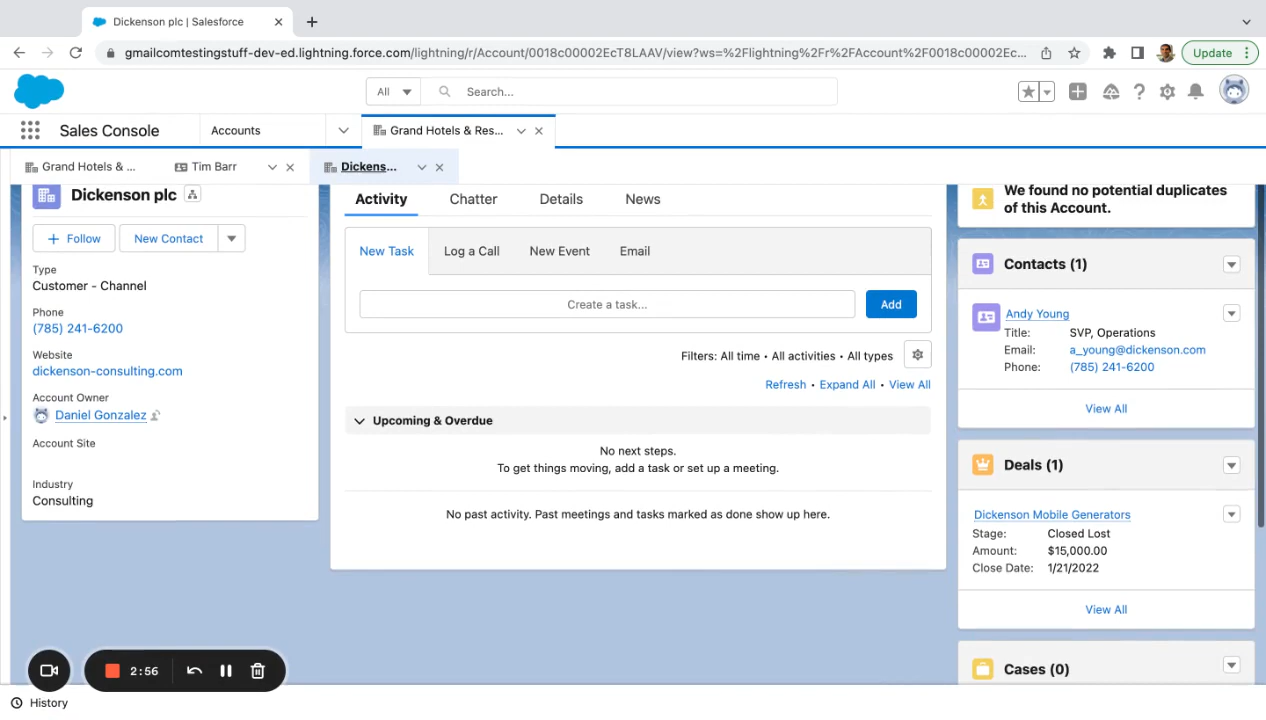 Dickenson plc | Salesforce
gmailcomtestingstuff-dev-ed.lightning.force.com/lightning/r/Account/0018c00002EcT8LAAV/view?ws=%2Flightning%2Fr%2FAccount%2F0018c00002Ec...
Update
All
Search...
Sales Console
Accounts
Grand Hotels & Res...
Grand Hotels & ...
Tim Barr
Dickens...
Dickenson plc
+ Follow
New Contact
Type
Customer - Channel
Phone
(785) 241-6200
Website
dickenson-consulting.com
Account Owner
Daniel Gonzalez
Account Site
Industry
Consulting
Activity
Chatter
Details
News
New Task
Log a Call
New Event
Email
Create a task...
Add
Filters: All time • All activities • All types
Refresh • Expand All • View All
Upcoming & Overdue
No next steps.
To get things moving, add a task or set up a meeting.
No past activity. Past meetings and tasks marked as done show up here.
We found no potential duplicates
of this Account.
Contacts (1)
Andy Young
Title: SVP, Operations
Email: a_young@dickenson.com
Phone: (785) 241-6200
View All
Deals (1)
Dickenson Mobile Generators
Stage: Closed Lost
Amount: $15,000.00
Close Date: 1/21/2022
View All
Cases (0)
2:56
History